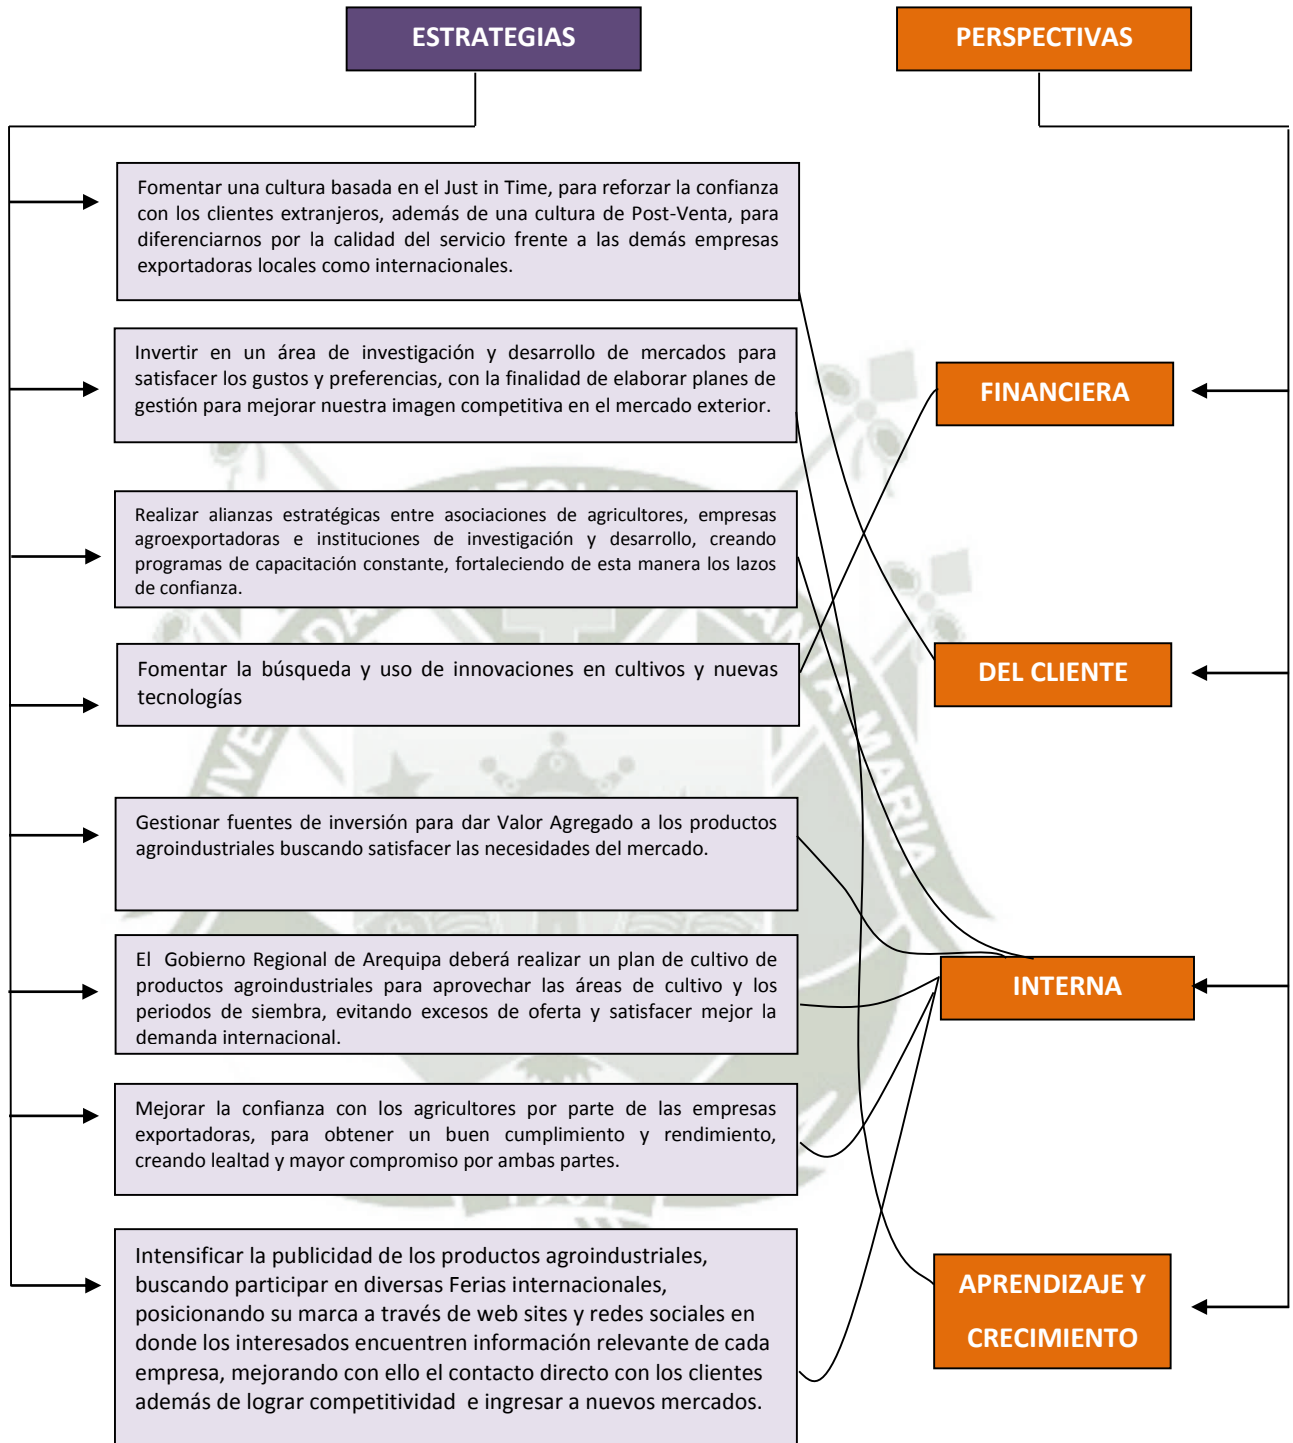 ESTRATEGIAS
PERSPECTIVAS
Fomentar una cultura basada en el Just in Time, para reforzar la confianza
con los clientes extranjeros, además de una cultura de Post-Venta, para
diferenciarnos por la calidad del servicio frente a las demás empresas
exportadoras locales como internacionales.
Invertir en un área de investigación y desarrollo de mercados para
satisfacer los gustos y preferencias, con la finalidad de elaborar planes de
gestión para mejorar nuestra imagen competitiva en el mercado exterior.
FINANCIERA
Realizar alianzas estratégicas entre asociaciones de agricultores, empresas
agroexportadoras e instituciones de investigación y desarrollo, creando
programas de capacitación constante, fortaleciendo de esta manera los lazos
de confianza.
Fomentar la búsqueda y uso de innovaciones en cultivos y nuevas
tecnologías
DEL CLIENTE
Gestionar fuentes de inversión para dar Valor Agregado a los productos
agroindustriales buscando satisfacer las necesidades del mercado.
El Gobierno Regional de Arequipa deberá realizar un plan de cultivo de
productos agroindustriales para aprovechar las áreas de cultivo y los
periodos de siembra, evitando excesos de oferta y satisfacer mejor la
demanda internacional.
INTERNA
Mejorar la confianza con los agricultores por parte de las empresas
exportadoras, para obtener un buen cumplimiento y rendimiento,
creando lealtad y mayor compromiso por ambas partes.
Intensificar la publicidad de los productos agroindustriales,
buscando participar en diversas Ferias internacionales,
posicionando su marca a través de web sites y redes sociales en
donde los interesados encuentren información relevante de cada
empresa, mejorando con ello el contacto directo con los clientes
además de lograr competitividad e ingresar a nuevos mercados.
APRENDIZAJE Y
CRECIMIENTO
MARIA